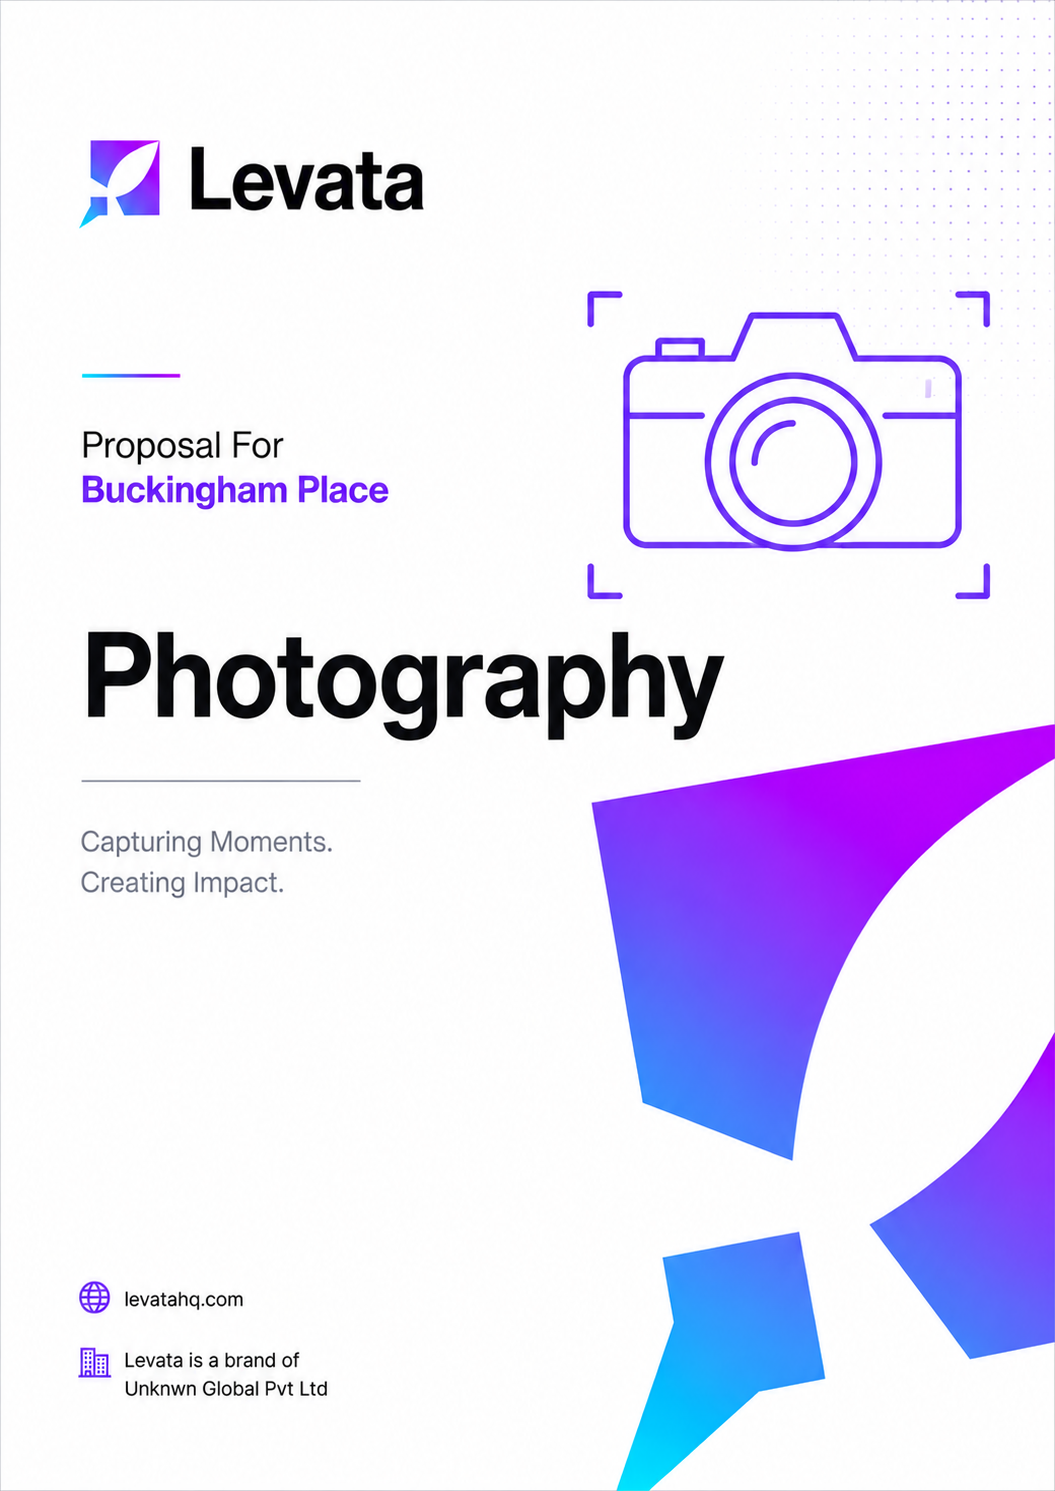 Levata
Proposal For
Buckingham Place
Photography
Capturing Moments.
Creating Impact.
levatahq.com
Levata is a brand of
Unknwn Global Pvt Ltd